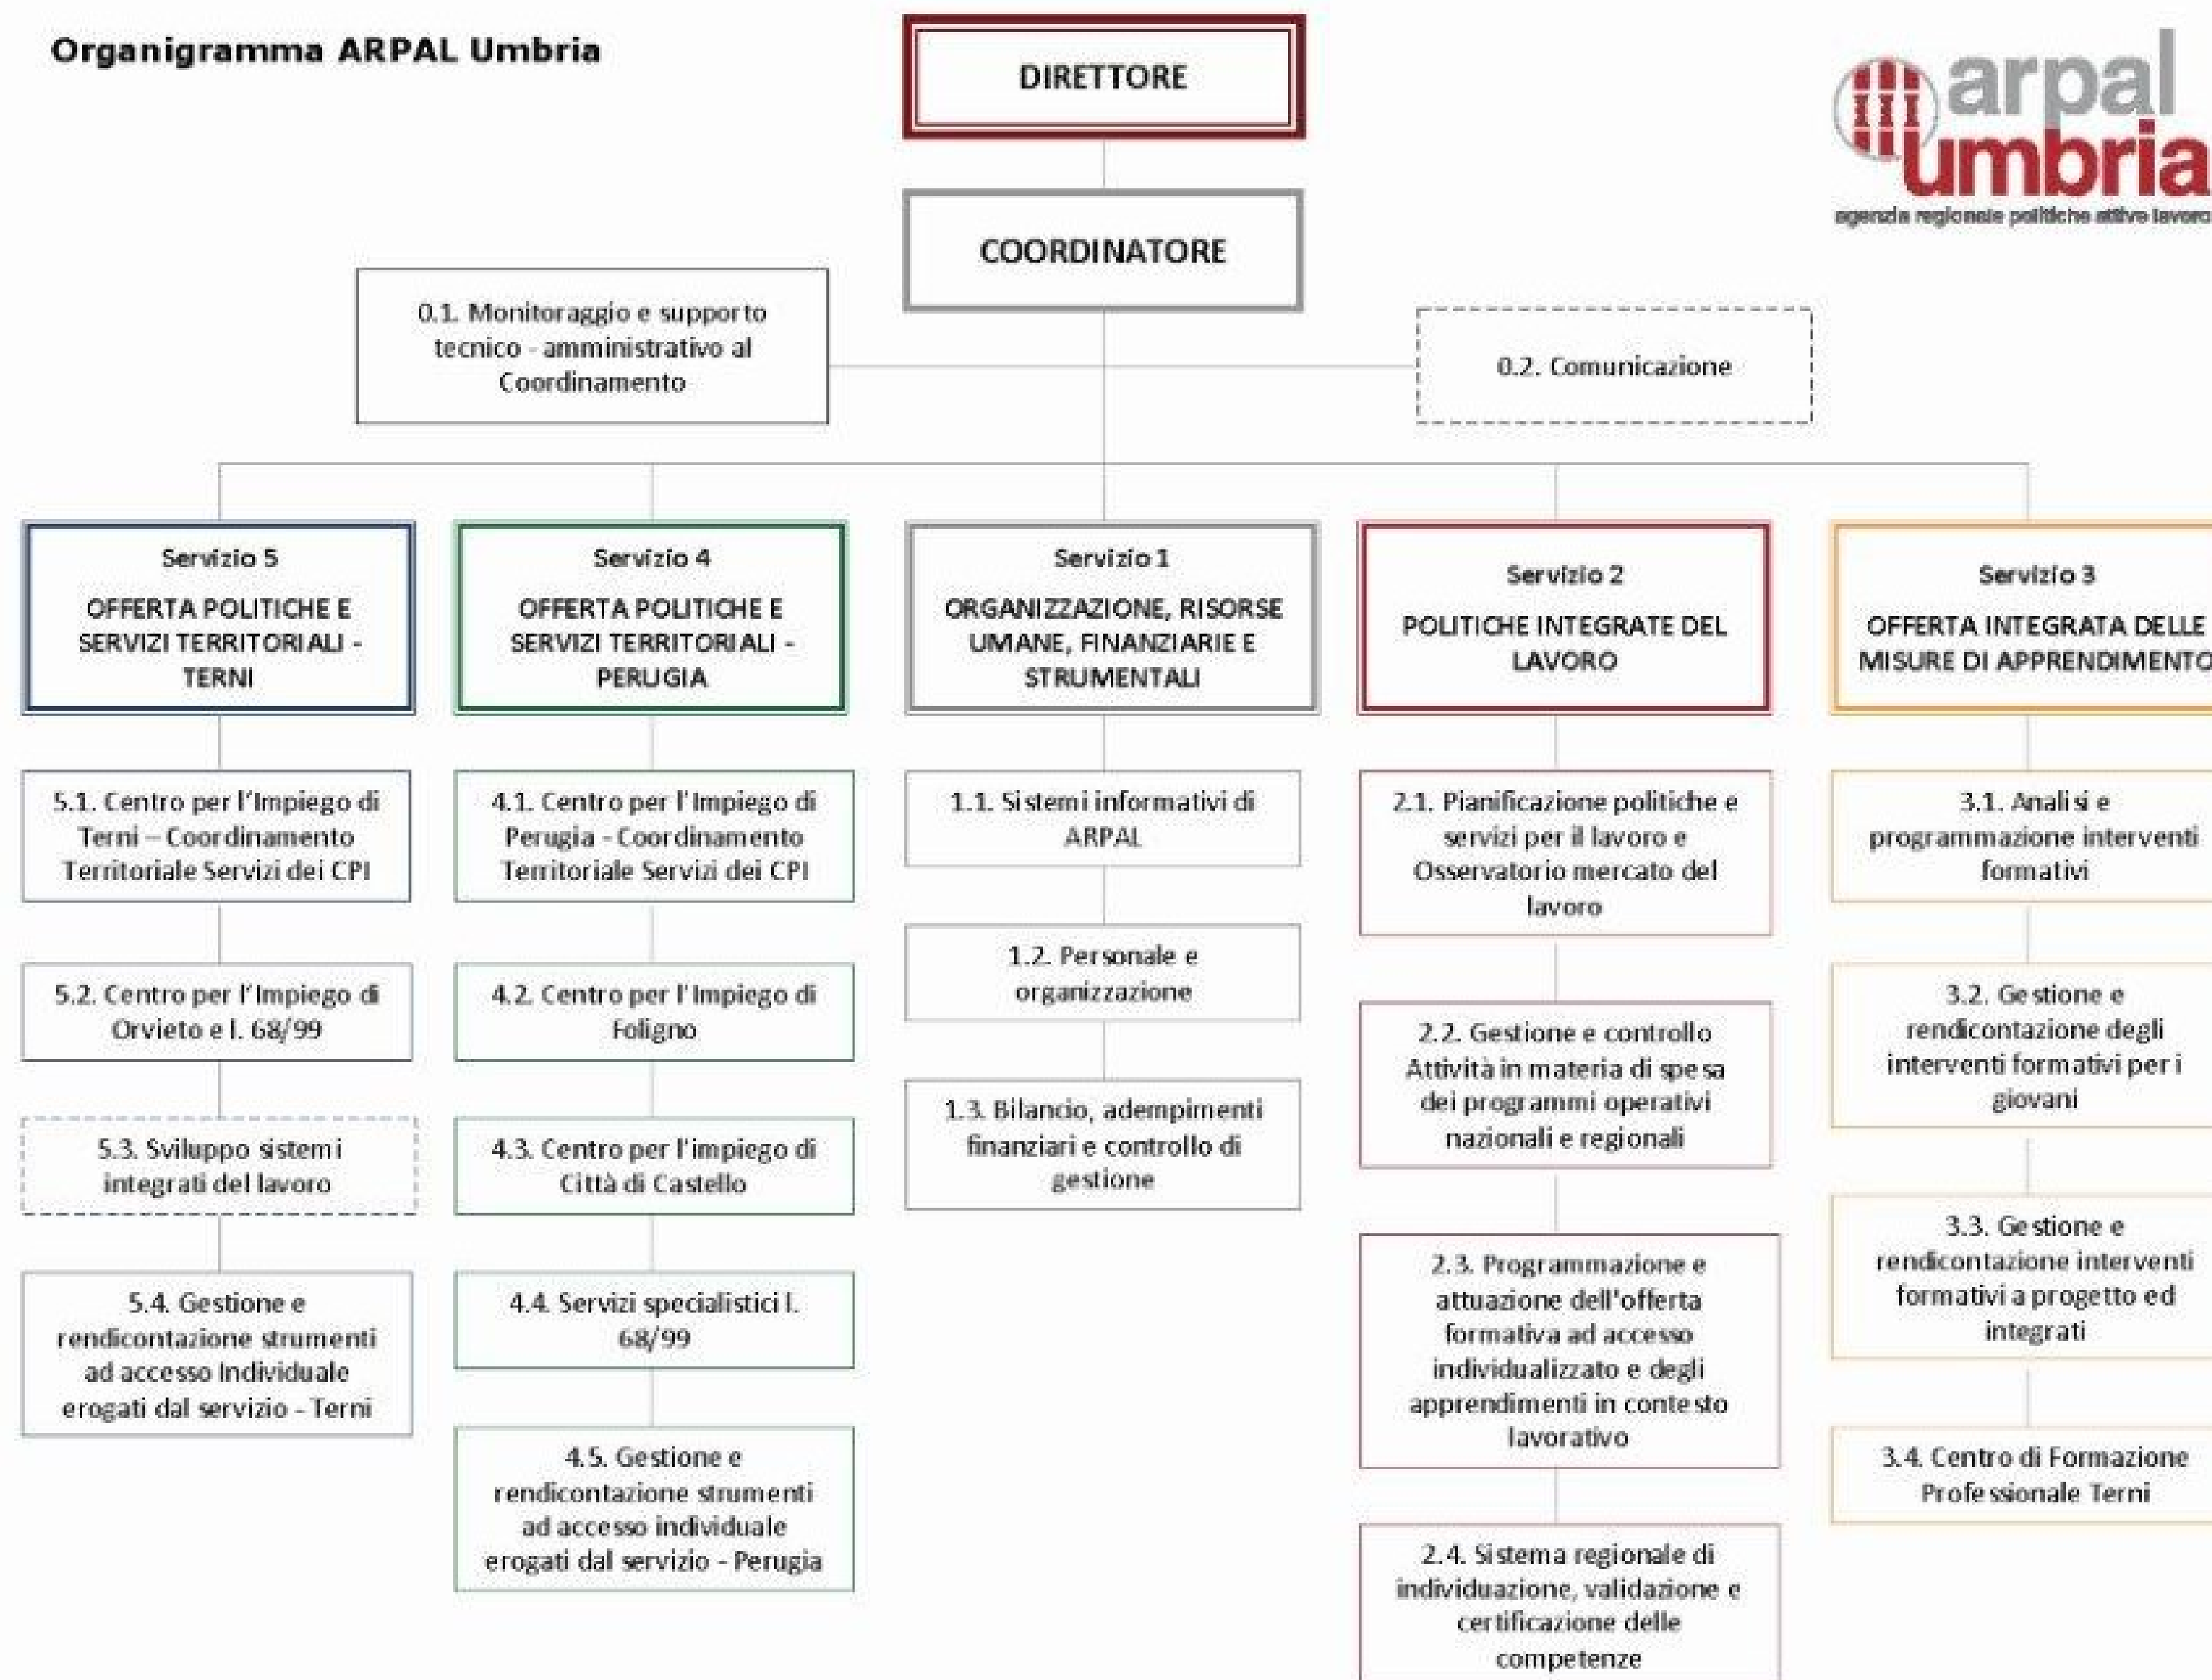 Organigramma ARPAL Umbria
DIRETTORE
arpal
umbria
agenzia regionale politiche attive lavoro
COORDINATORE
0.1. Monitoraggio e supporto
tecnico - amministrativo al
Coordinamento
0.2. Comunicazione
Servizio 5
OFFERTA POLITICHE E
SERVIZI TERRITORIALI -
TERNI
Servizio 4
OFFERTA POLITICHE E
SERVIZI TERRITORIALI -
PERUGIA
Servizio 1
ORGANIZZAZIONE, RISORSE
UMANE, FINANZIARIE E
STRUMENTALI
Servizio 2
POLITICHE INTEGRATE DEL
LAVORO
Servizio 3
OFFERTA INTEGRATA DELLE
MISURE DI APPRENDIMENTO
5.1. Centro per l'Impiego di
Terni – Coordinamento
Territoriale Servizi dei CPI
5.2. Centro per l'Impiego di
Orvieto e l. 68/99
5.3. Sviluppo sistemi
integrati del lavoro
5.4. Gestione e
rendicontazione strumenti
ad accesso Individuale
erogati dal servizio - Terni
4.1. Centro per l'Impiego di
Perugia - Coordinamento
Territoriale Servizi dei CPI
4.2. Centro per l'Impiego di
Foligno
4.3. Centro per l'impiego di
Città di Castello
4.4. Servizi specialistici l.
68/99
4.5. Gestione e
rendicontazione strumenti
ad accesso individuale
erogati dal servizio - Perugia
1.1. Sistemi informativi di
ARPAL
1.2. Personale e
organizzazione
1.3. Bilancio, adempimenti
finanziari e controllo di
gestione
2.1. Pianificazione politiche e
servizi per il lavoro e
Osservatorio mercato del
lavoro
2.2. Gestione e controllo
Attività in materia di spesa
dei programmi operativi
nazionali e regionali
2.3. Programmazione e
attuazione dell'offerta
formativa ad accesso
individualizzato e degli
apprendimenti in contesto
lavorativo
2.4. Sistema regionale di
individuazione, validazione e
certificazione delle
competenze
3.1. Analisi e
programmazione interventi
formativi
3.2. Gestione e
rendicontazione degli
interventi formativi per i
giovani
3.3. Gestione e
rendicontazione interventi
formativi a progetto ed
integrati
3.4. Centro di Formazione
Professionale Terni